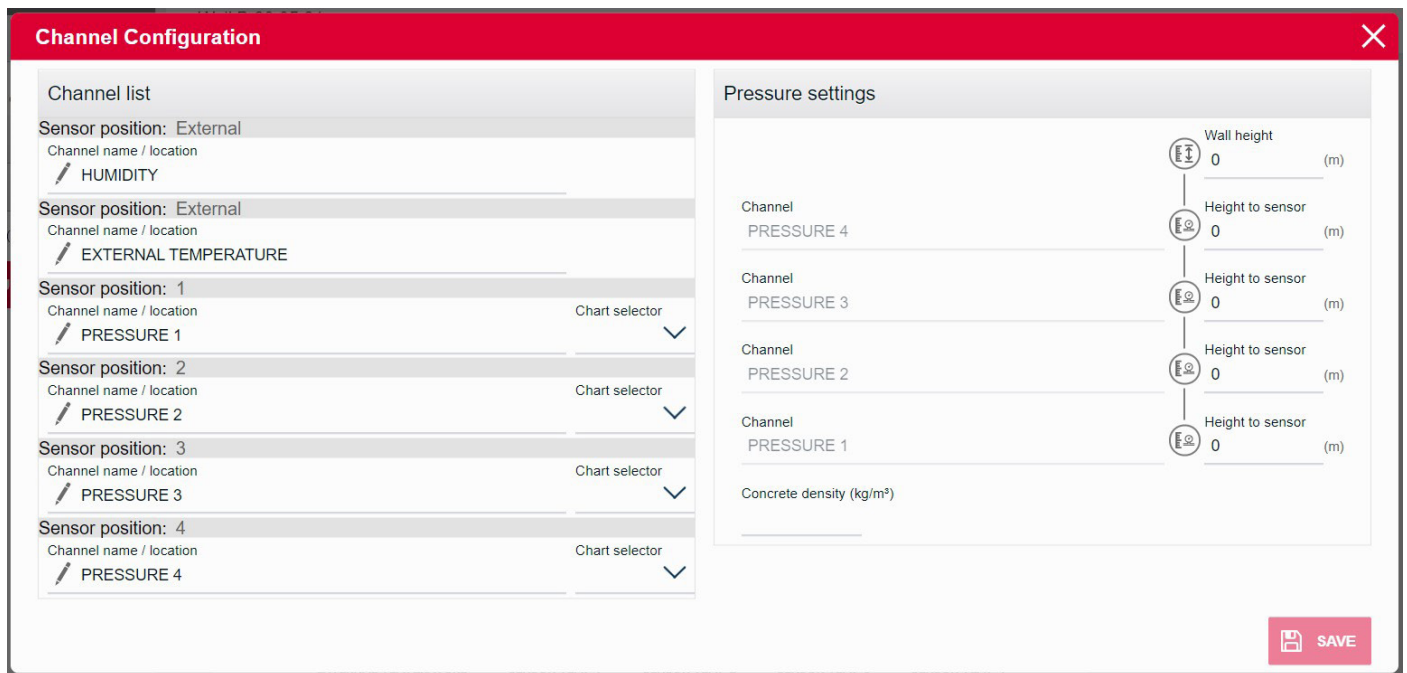 Channel Configuration
Channel list
Sensor position: External
Channel name / location
HUMIDITY
Sensor position: External
Channel name / location
EXTERNAL TEMPERATURE
Sensor position: 1
Channel name / location Chart selector
PRESSURE 1
Sensor position: 2
Channel name / location Chart selector
PRESSURE 2
Sensor position: 3
Channel name / location Chart selector
PRESSURE 3
Sensor position: 4
Channel name / location Chart selector
PRESSURE 4
Pressure settings
Wall height
0 (m)
Channel Height to sensor
PRESSURE 4 0 (m)
Channel Height to sensor
PRESSURE 3 0 (m)
Channel Height to sensor
PRESSURE 2 0 (m)
Channel Height to sensor
PRESSURE 1 0 (m)
Concrete density (kg/m³)
SAVE